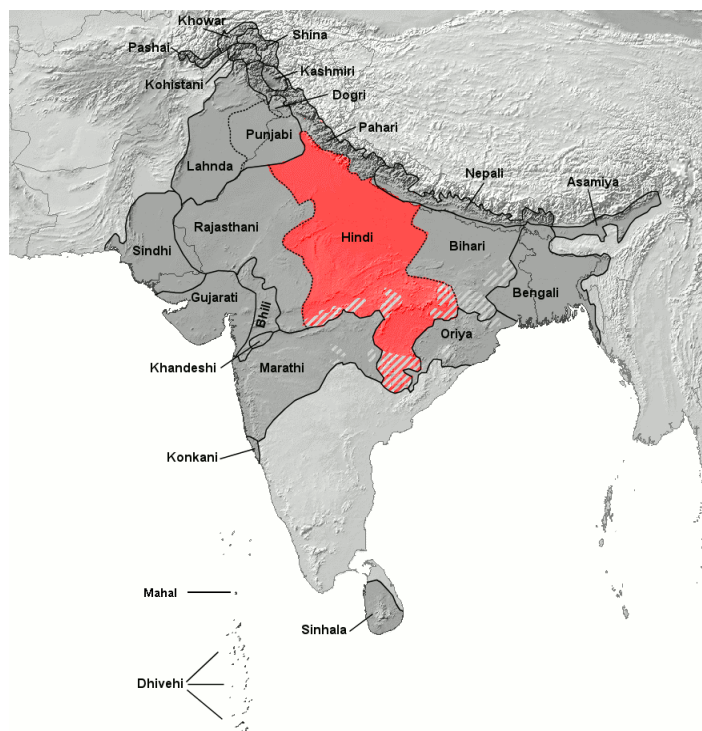 Khowar
Shina
Pashai
Kashmiri
Kohistani
Dogri
Pahari
Punjabi
Lahnda
Nepali
Asamiya
Rajasthani
Hindi
Bihari
Sindhi
Gujarati
Bhili
Bengali
Oriya
Khandeshi
Marathi
Konkani
Mahal
Sinhala
Dhivehi